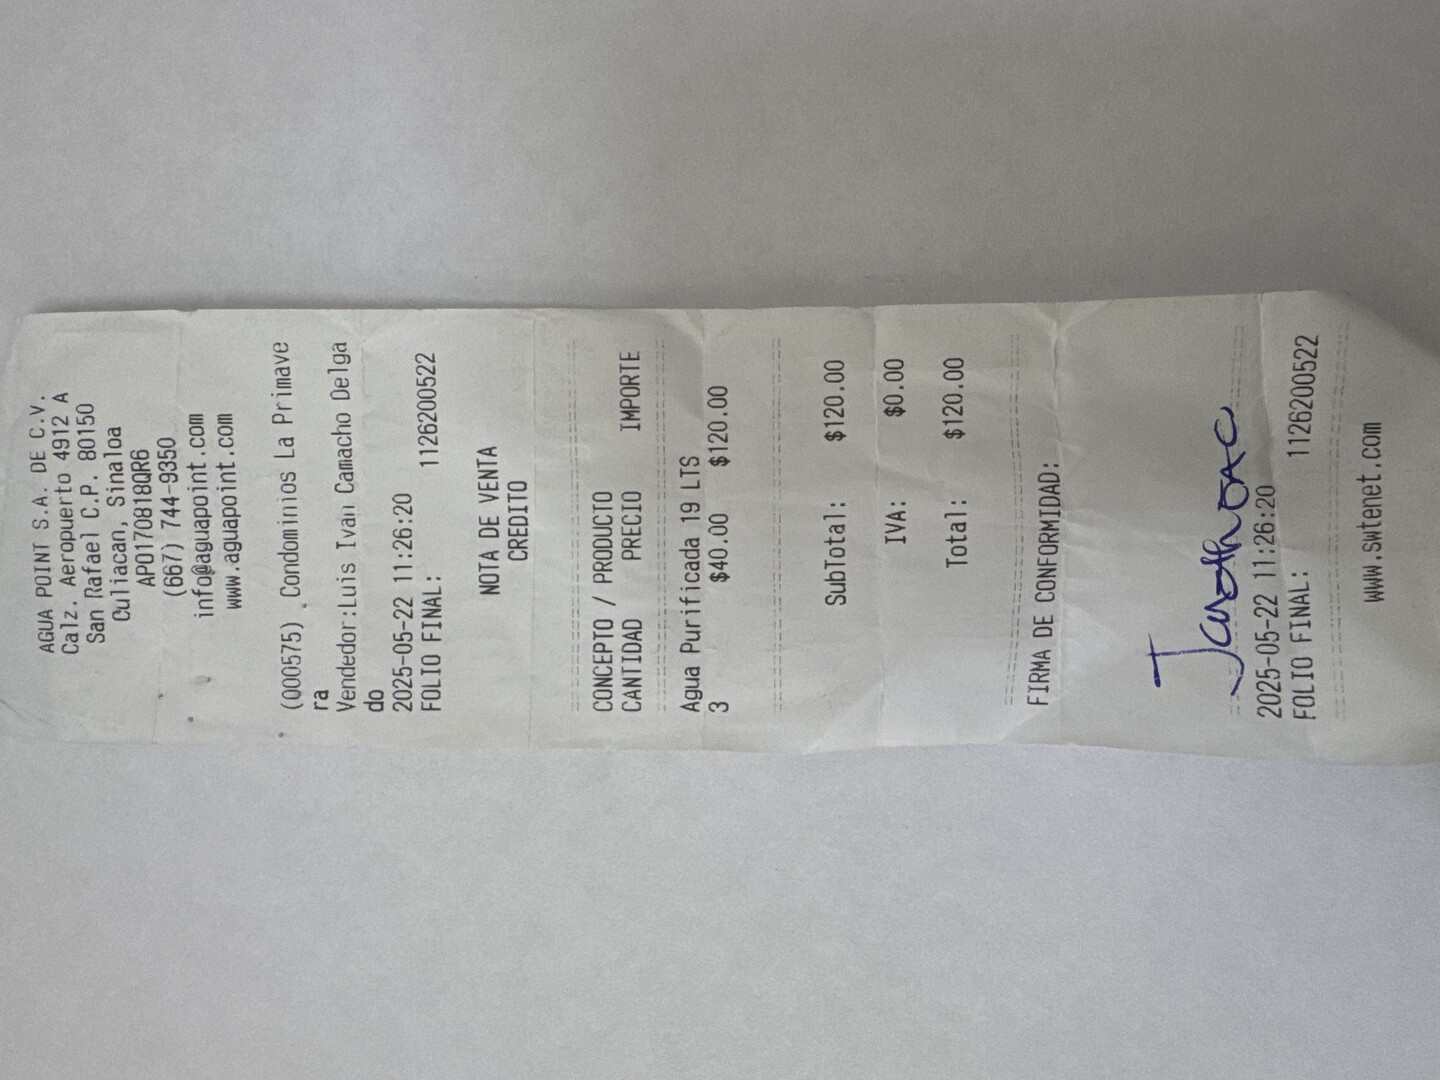 AGUA POINT S.A. DE C.V.
Calz. Aeropuerto 4912 A
San Rafael C.P. 80150
Culiacan, Sinaloa
APO170818QR6
(667) 744-9350
info@aguapoint.com
www.aguapoint.com
(000575) Condominios La Primave
ra
Vendedor:Luis Ivan Camacho Delga
do
2025-05-22 11:26:20
FOLIO FINAL: 1126200522
NOTA DE VENTA
CREDITO
CONCEPTO / PRODUCTO
CANTIDAD PRECIO IMPORTE
Agua Purificada 19 LTS
3 $40.00 $120.00
SubTotal: $120.00
IVA: $0.00
Total: $120.00
FIRMA DE CONFORMIDAD:
2025-05-22 11:26:20
FOLIO FINAL: 1126200522
www.swtenet.com